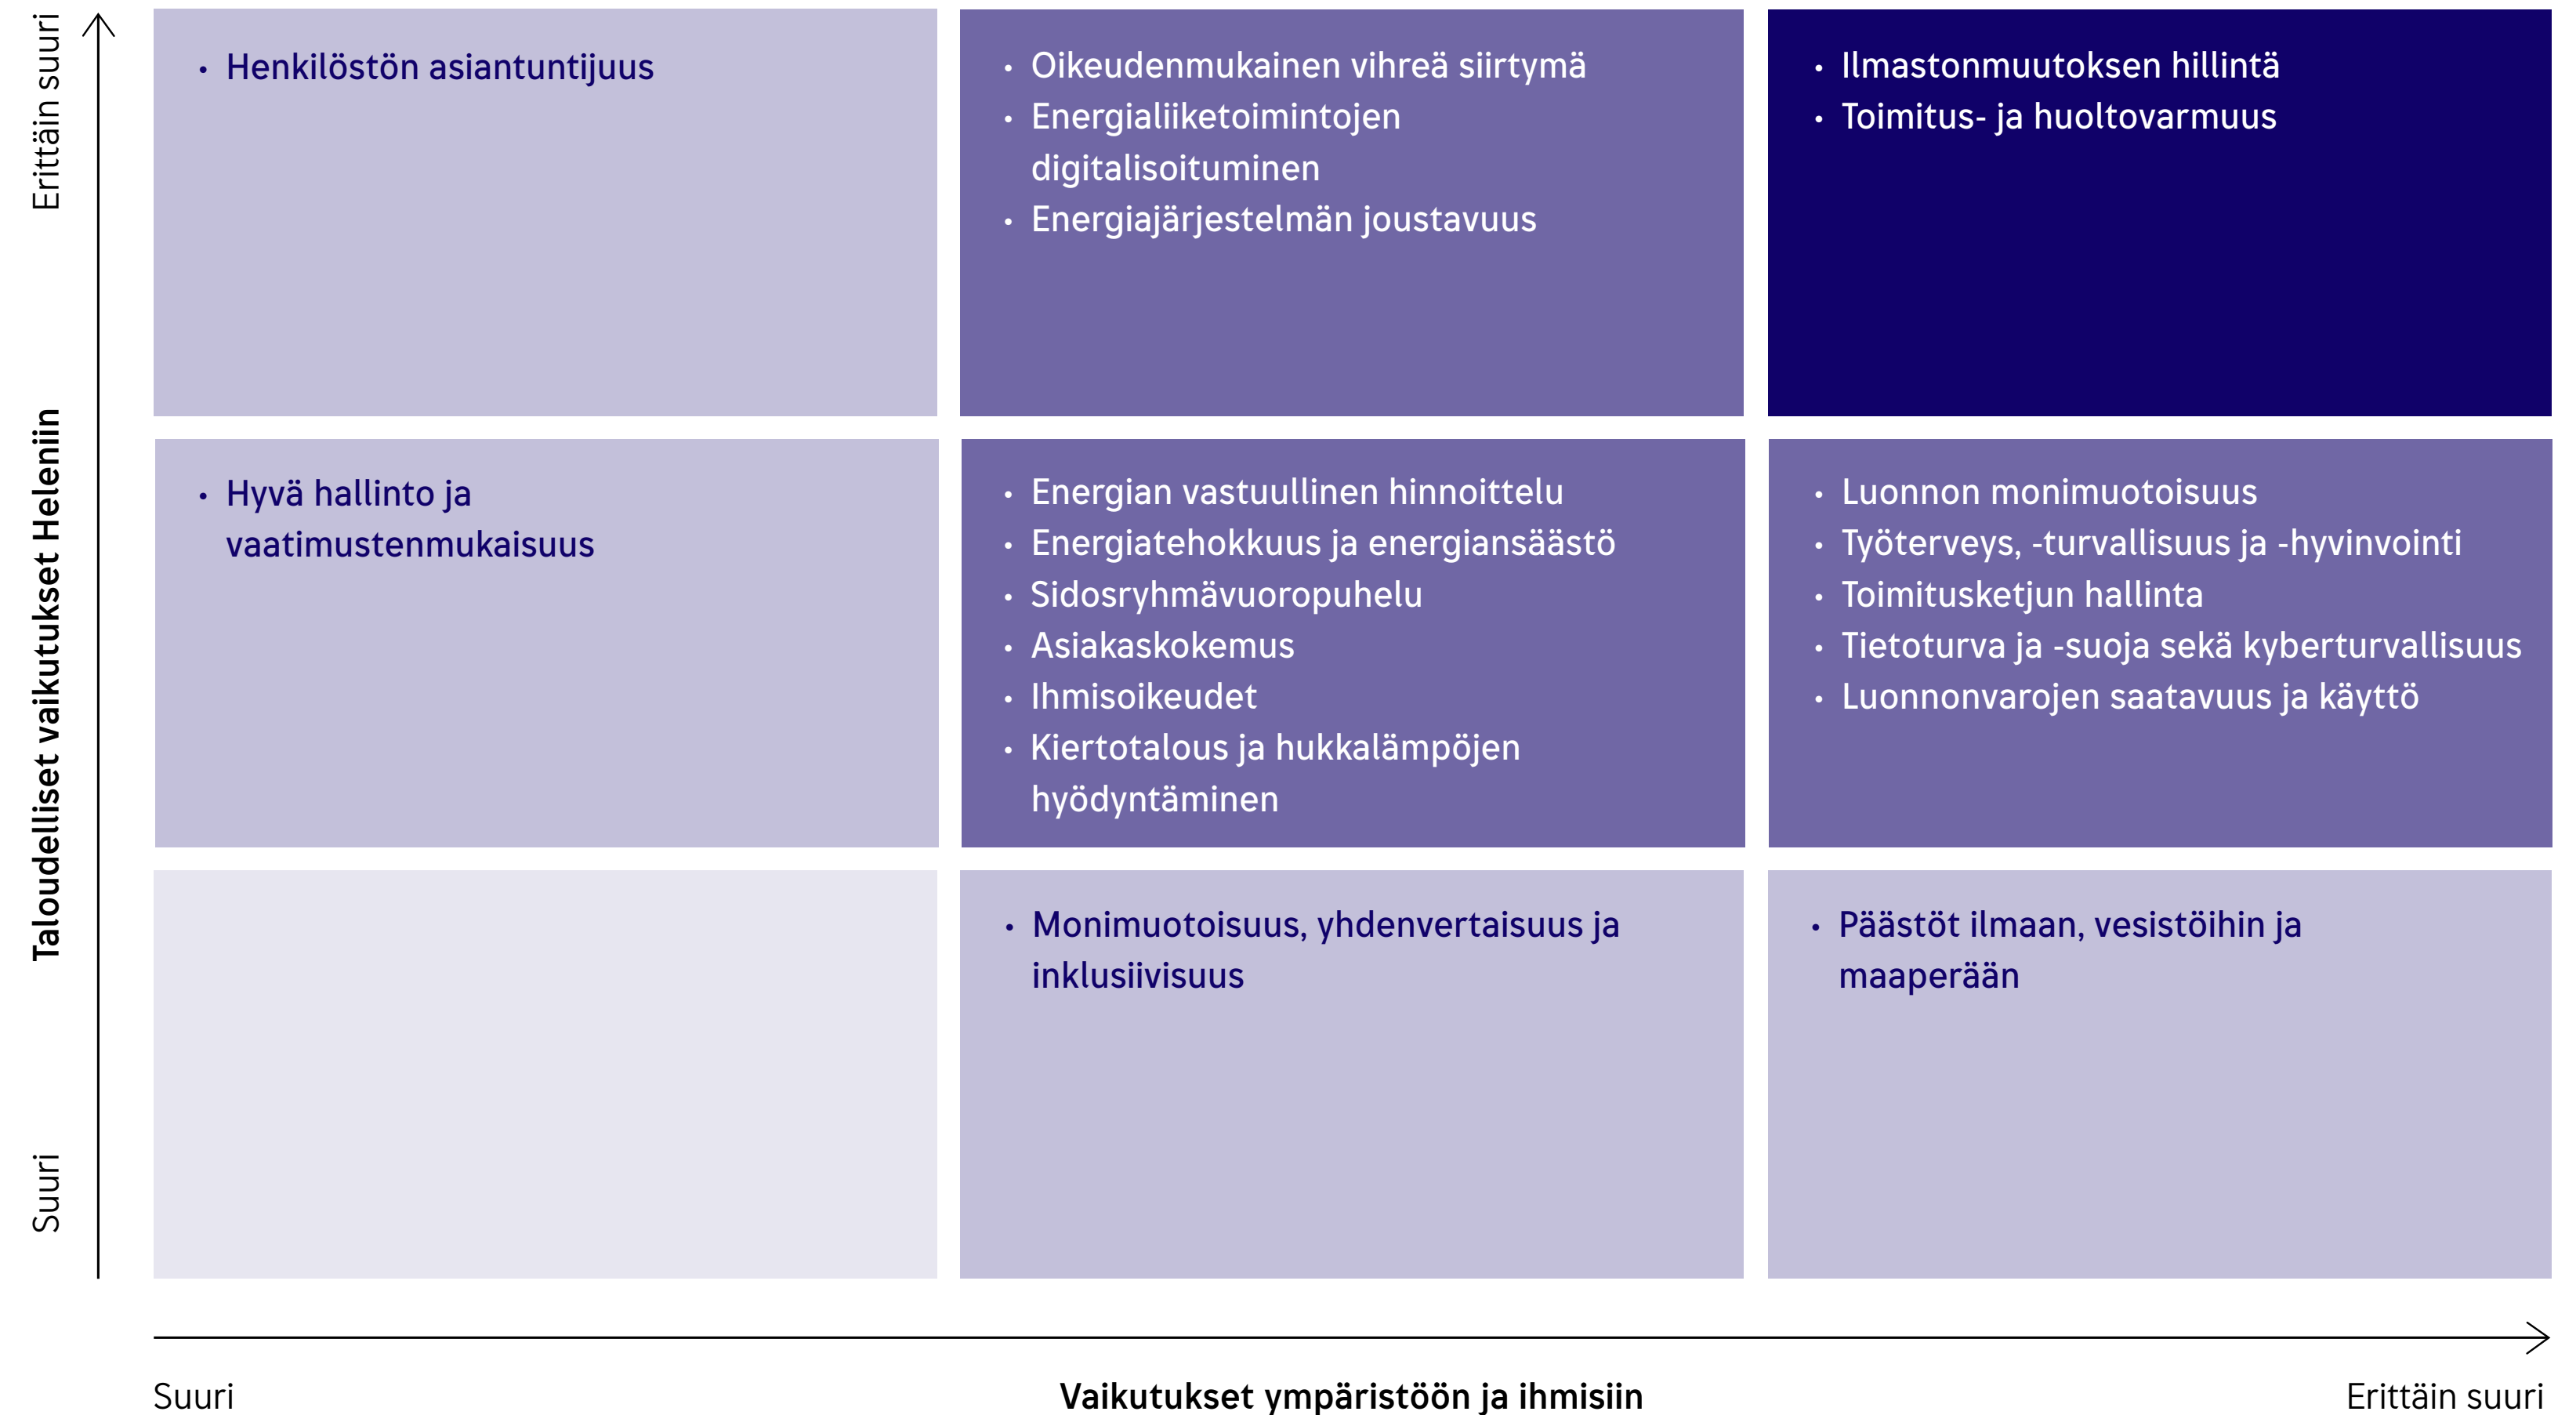 Erittäin suuri
Taloudelliset vaikutukset Heleniin
Suuri
• Henkilöstön asiantuntijuus
• Oikeudenmukainen vihreä siirtymä
• Energialiiketoimintojen
digitalisoituminen
• Energiajärjestelmän joustavuus
• Ilmastonmuutoksen hillintä
• Toimitus- ja huoltovarmuus
• Hyvä hallinto ja
vaatimustenmukaisuus
• Energian vastuullinen hinnoittelu
• Energiatehokkuus ja energiansäästö
• Sidosryhmävuoropuhelu
• Asiakaskokemus
• Ihmisoikeudet
• Kiertotalous ja hukkalämpöjen
hyödyntäminen
• Luonnon monimuotoisuus
• Työterveys, -turvallisuus ja -hyvinvointi
• Toimitusketjun hallinta
• Tietoturva ja -suoja sekä kyberturvallisuus
• Luonnonvarojen saatavuus ja käyttö
• Monimuotoisuus, yhdenvertaisuus ja
inklusiivisuus
• Päästöt ilmaan, vesistöihin ja
maaperään
Suuri
Vaikutukset ympäristöön ja ihmisiin
Erittäin suuri